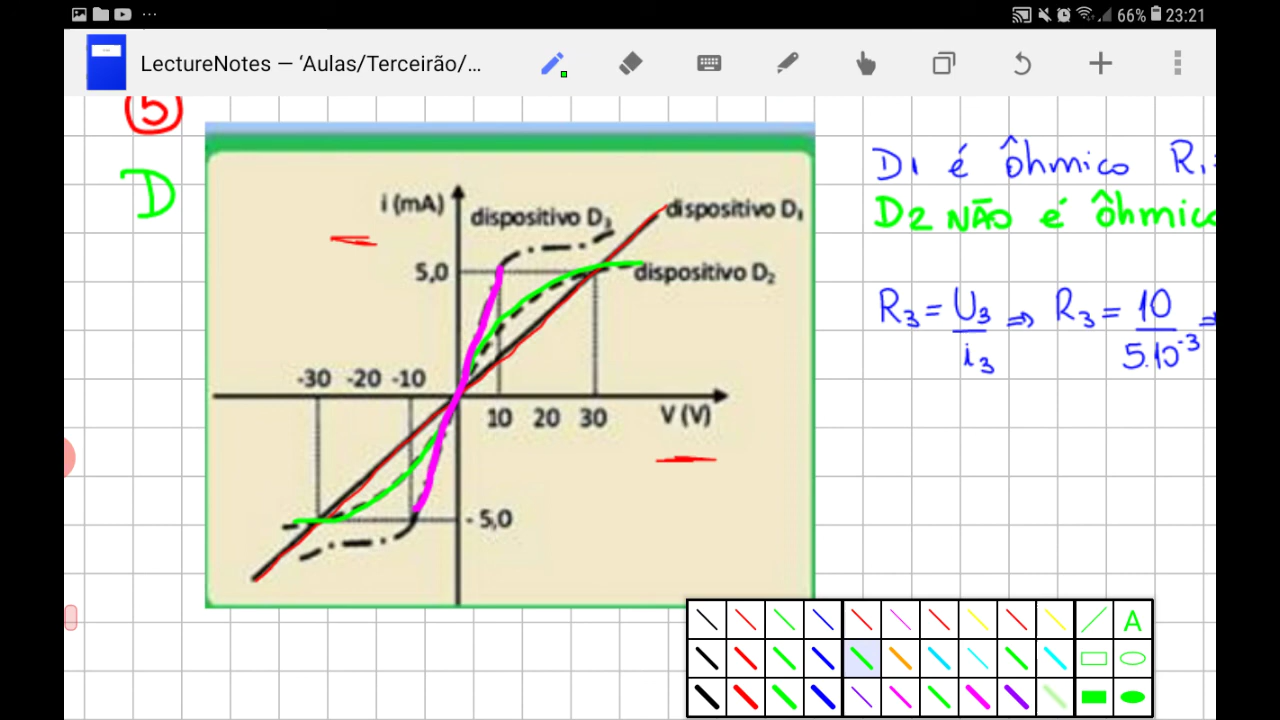 66% 23:21
LectureNotes — ‘Aulas/Terceirão/...
5
D
i (mA)
dispositivo D3
dispositivo D1
5,0
dispositivo D2
-30 -20 -10
10 20 30
V (V)
- 5,0
D1 é ôhmico R1=
D2 NÃO é ôhmico
R3 = U3/i3 ⇒ R3 = 10/5.10-3 ⇒
A